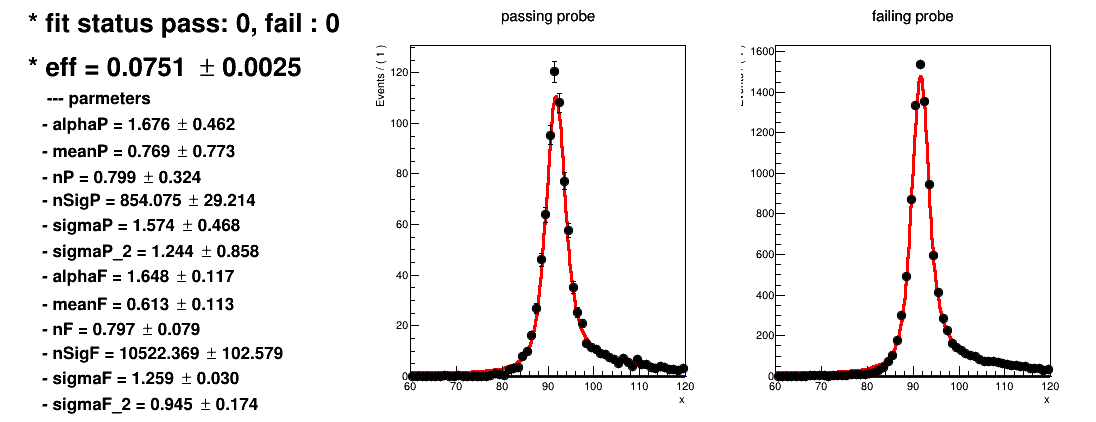 * fit status pass: 0, fail : 0
* eff = 0.0751 ± 0.0025
--- parmeters
- alphaP = 1.676 ± 0.462
- meanP = 0.769 ± 0.773
- nP = 0.799 ± 0.324
- nSigP = 854.075 ± 29.214
- sigmaP = 1.574 ± 0.468
- sigmaP_2 = 1.244 ± 0.858
- alphaF = 1.648 ± 0.117
- meanF = 0.613 ± 0.113
- nF = 0.797 ± 0.079
- nSigF = 10522.369 ± 102.579
- sigmaF = 1.259 ± 0.030
- sigmaF_2 = 0.945 ± 0.174
passing probe
Events / ( 1 )
120
100
80
60
40
20
0
60 70 80 90 100 110 120
x
failing probe
1600
1400
1200
1000
800
600
400
200
0
60 70 80 90 100 110 120
x